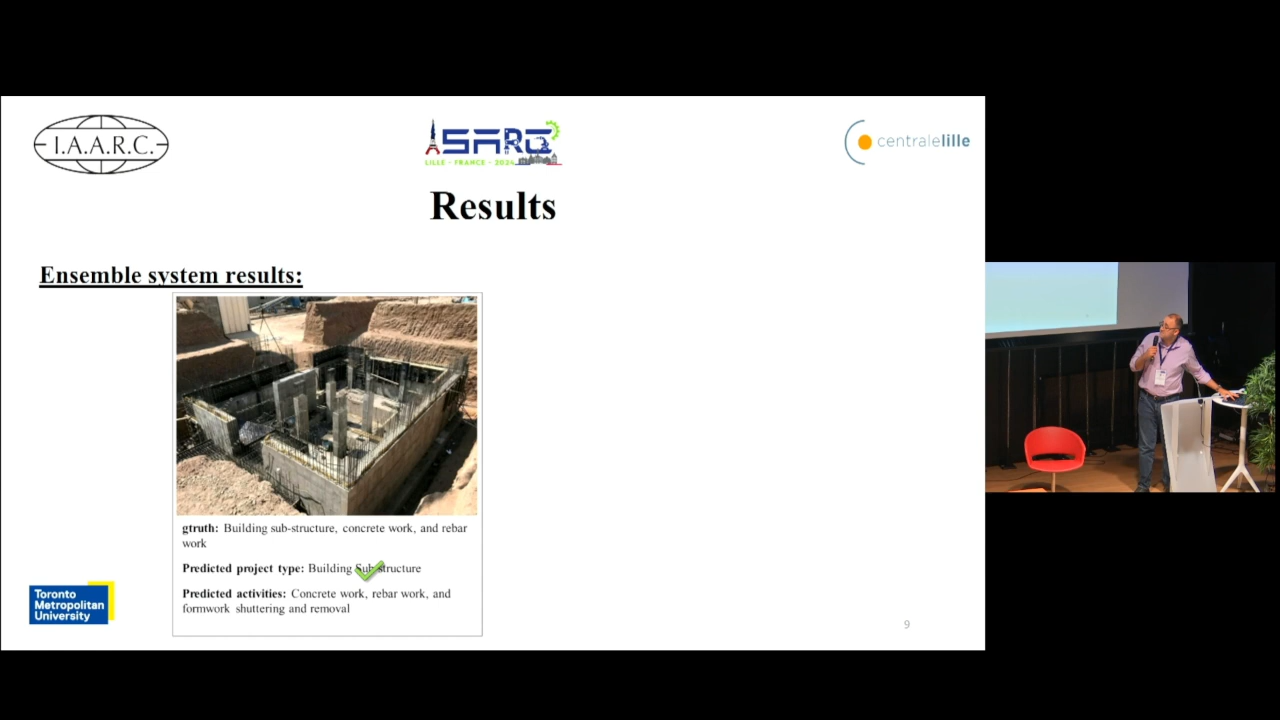 I.A.A.R.C.
ISARC
LILLE - FRANCE - 2024
centralelille
Results
Ensemble system results:
gtruth: Building sub-structure, concrete work, and rebar
work
Predicted project type: Building Sub-structure
Predicted activities: Concrete work, rebar work, and
formwork shuttering and removal
Toronto
Metropolitan
University
9